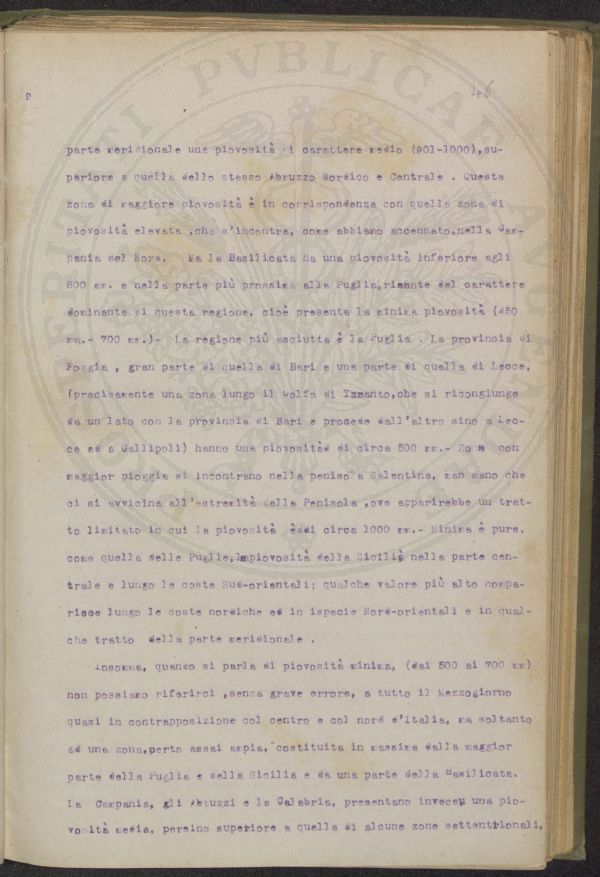 46
parte meridionale una piovosità di carattere medio (901-1000),su-
periore a quella dello stesso Abruzzo Nordico e Centrale . Questa
zona di maggiore piovosità è in corrispondenza con quella zona di
piovosità elevata ,che s'incontra, come abbiamo accennato,nella Cam-
pania del Nord. Ma la Basilicata ha una piovosità inferiore agli
800 mm. e nella parte più prossima alla Puglia,risente del carattere
dominante di questa regione, cioè presenta la minima piovosità (450
mm.- 700 mm.)- La regione più asciutta è la Puglia . La provincia di
Foggia , gran parte di quella di Bari e una parte di quella di Lecce,
(precisamente una zona lungo il Golfo di Taranto,che si ricongiunge
da un lato con la provincia di Bari e procede dall'altro sino a Lec-
ce ed a Gallipoli) hanno una piovosità di circa 500 mm.- Zone con
maggior pioggia si incontrano nella penisola Salentina, man mano che
ci si avvicina all'estremità della Penisola ,ove apparirebbe un trat-
to limitato in cui la piovosità è di circa 1000 mm.- Minima è pure,
come quella delle Puglie,la piovosità della Sicilia nella parte cen-
trale e lungo le coste Sud-orientali; qualche valore più alto compa-
risce lungo le coste nordiche ed in ispecie Nord-orientali e in qual-
che tratto della parte meridionale .
Insomma, quando si parla di piovosità minima, (dai 500 ai 700 mm)
non possiamo riferirci ,senza grave errore, a tutto il Mezzogiorno
quasi in contrapposizione col centro e col nord d'Italia, ma soltanto
ad una zona,perto assai ampia, costituita in massima dalla maggior
parte della Puglia e della Sicilia e da una parte della Basilicata.
La Campania, gli Abruzzi e la Calabria, presentano invece una pio-
vosità media, persino superiore a quella di alcune zone settentrionali,